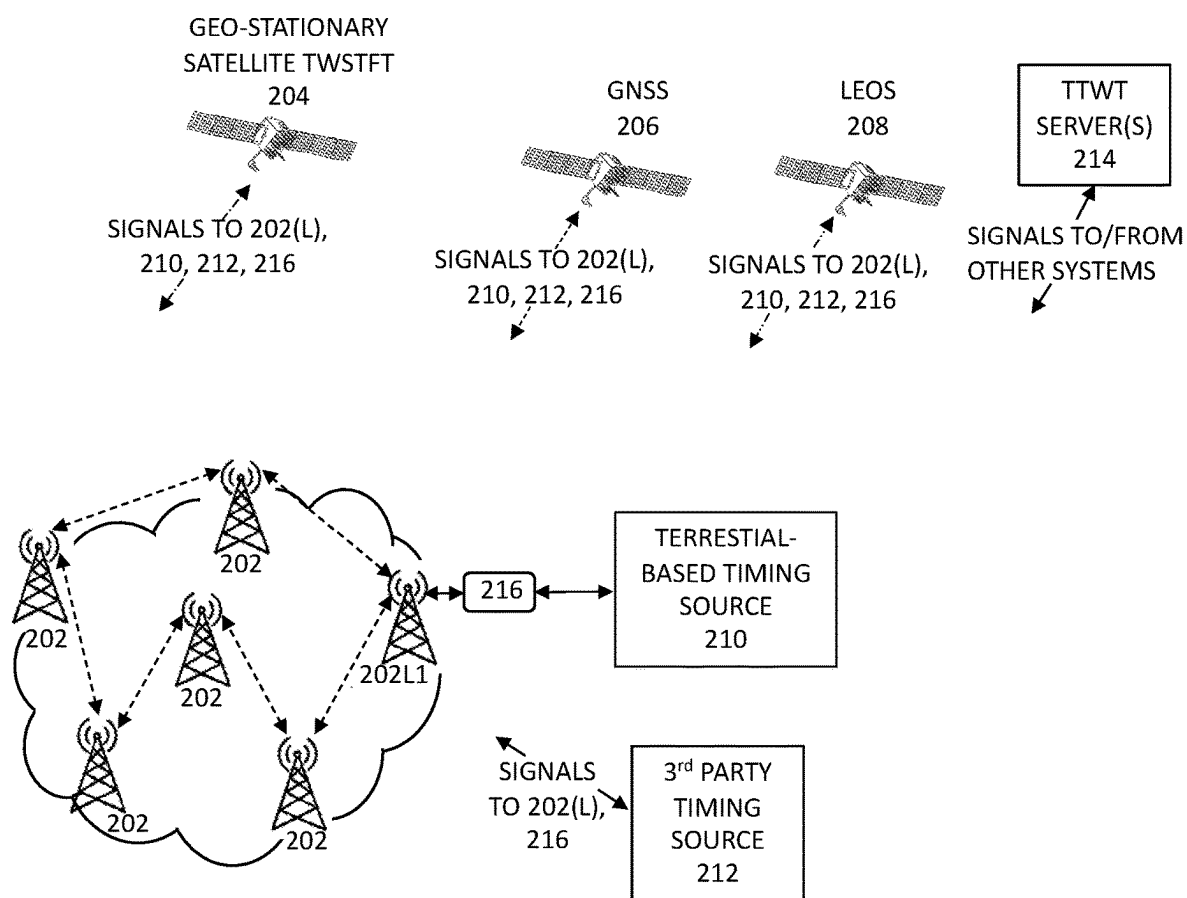 GEO-STATIONARY
SATELLITE TWSTFT
204
GNSS
206
LEOS
208
TTWT
SERVER(S)
214
SIGNALS TO 202(L),
210, 212, 216
SIGNALS TO 202(L),
210, 212, 216
SIGNALS TO 202(L),
210, 212, 216
SIGNALS TO/FROM
OTHER SYSTEMS
202
202
202
202L1
202
202
216
TERRESTIAL-
BASED TIMING
SOURCE
210
SIGNALS
TO 202(L),
216
3rd PARTY
TIMING
SOURCE
212